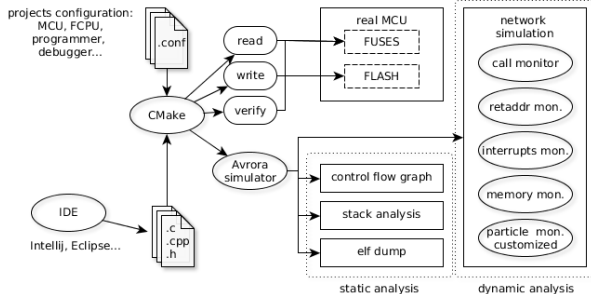 projects configuration:
MCU, FCPU,
programmer,
debugger...
.conf
read
write
verify
real MCU
FUSES
FLASH
CMake
Avrora
simulator
IDE
Intellij, Eclipse...
.c
.cpp
.h
control flow graph
stack analysis
elf dump
static analysis
network
simulation
call monitor
retaddr mon.
interrupts mon.
memory mon.
particle mon.
customized
dynamic analysis